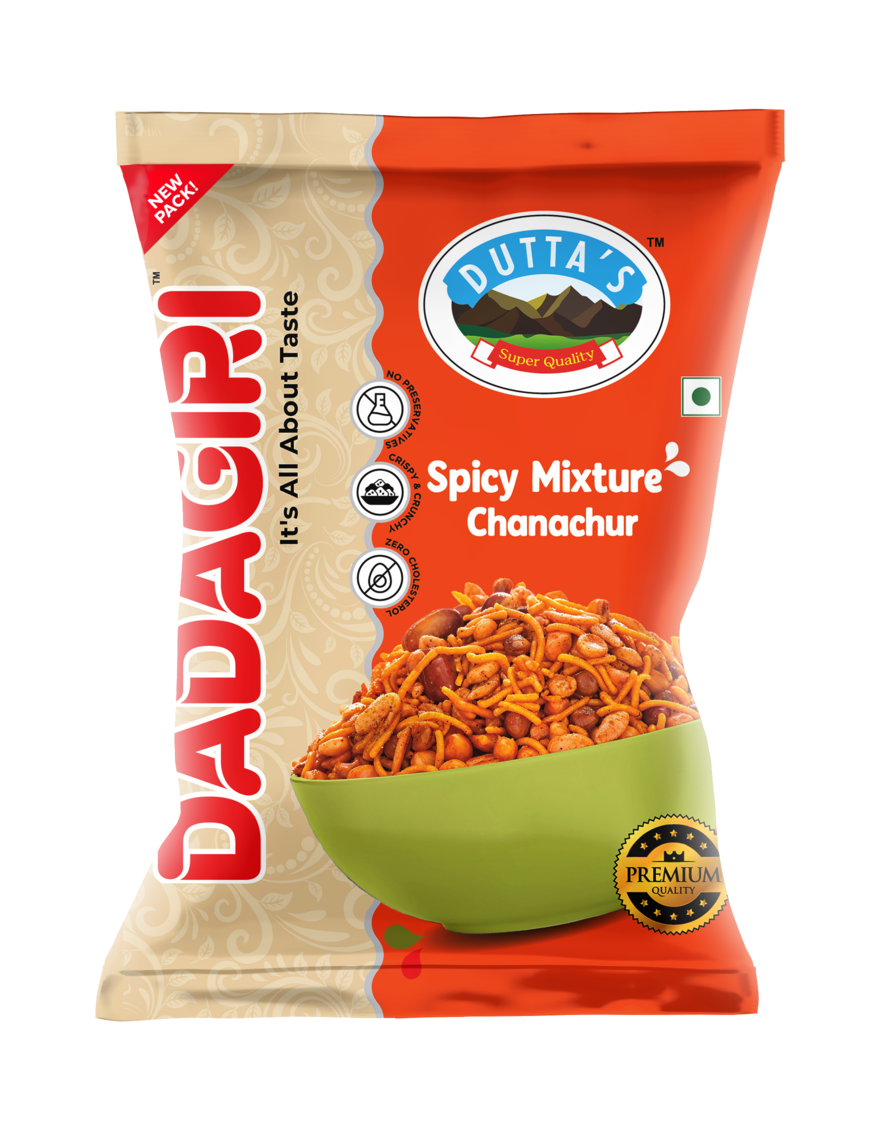 NEW
PACK!
DADAGIRI
TM
It's All About Taste
DUTTA'S
TM
Super Quality
NO PRESERVATIVES
CRISPY & CRUNCHY
ZERO CHOLESTEROL
Spicy Mixture
Chanachur
PREMIUM
QUALITY